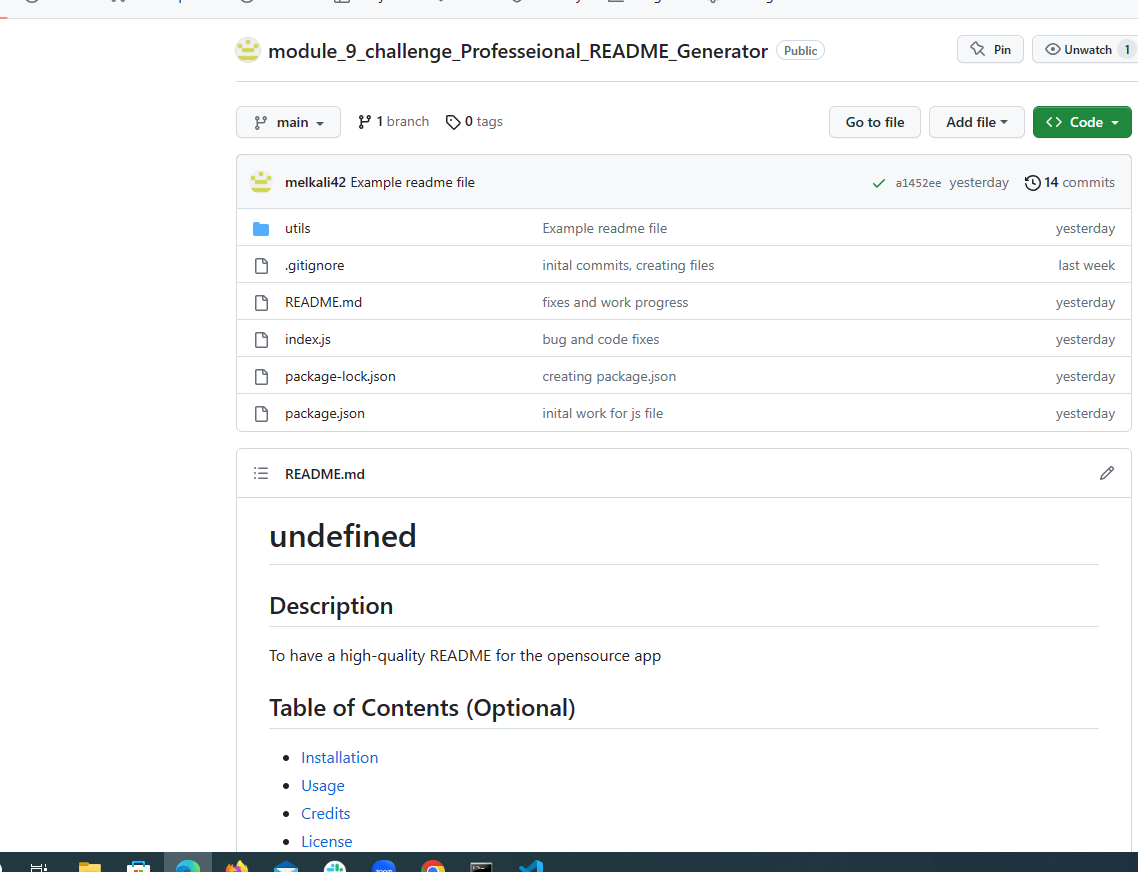 module_9_challenge_Professeional_README_Generator Public Pin Unwatch 1
main 1 branch 0 tags Go to file Add file Code
melkali42 Example readme file a1452ee yesterday 14 commits
utils Example readme file yesterday
.gitignore inital commits, creating files last week
README.md fixes and work progress yesterday
index.js bug and code fixes yesterday
package-lock.json creating package.json yesterday
package.json inital work for js file yesterday
README.md
undefined
Description
To have a high-quality README for the opensource app
Table of Contents (Optional)
Installation
Usage
Credits
License